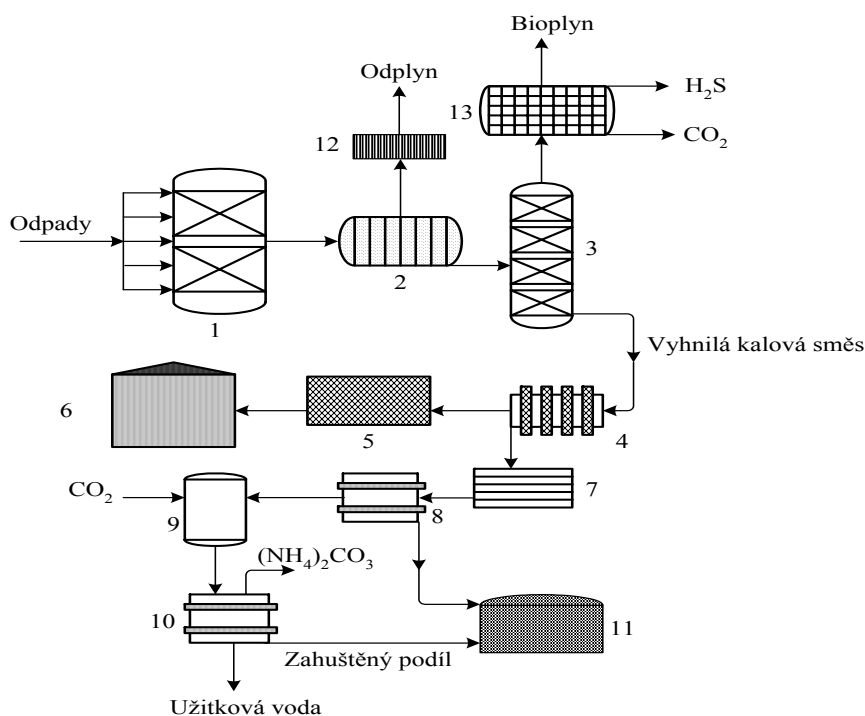 Bioplyn
Odplyn
H₂S
13
CO₂
12
Odpady
3
2
1
Vyhnilá kalová směs
6
5
4
CO₂
7
9
8
(NH₄)₂CO₃
10
11
Zahuštěný podíl
Užitková voda